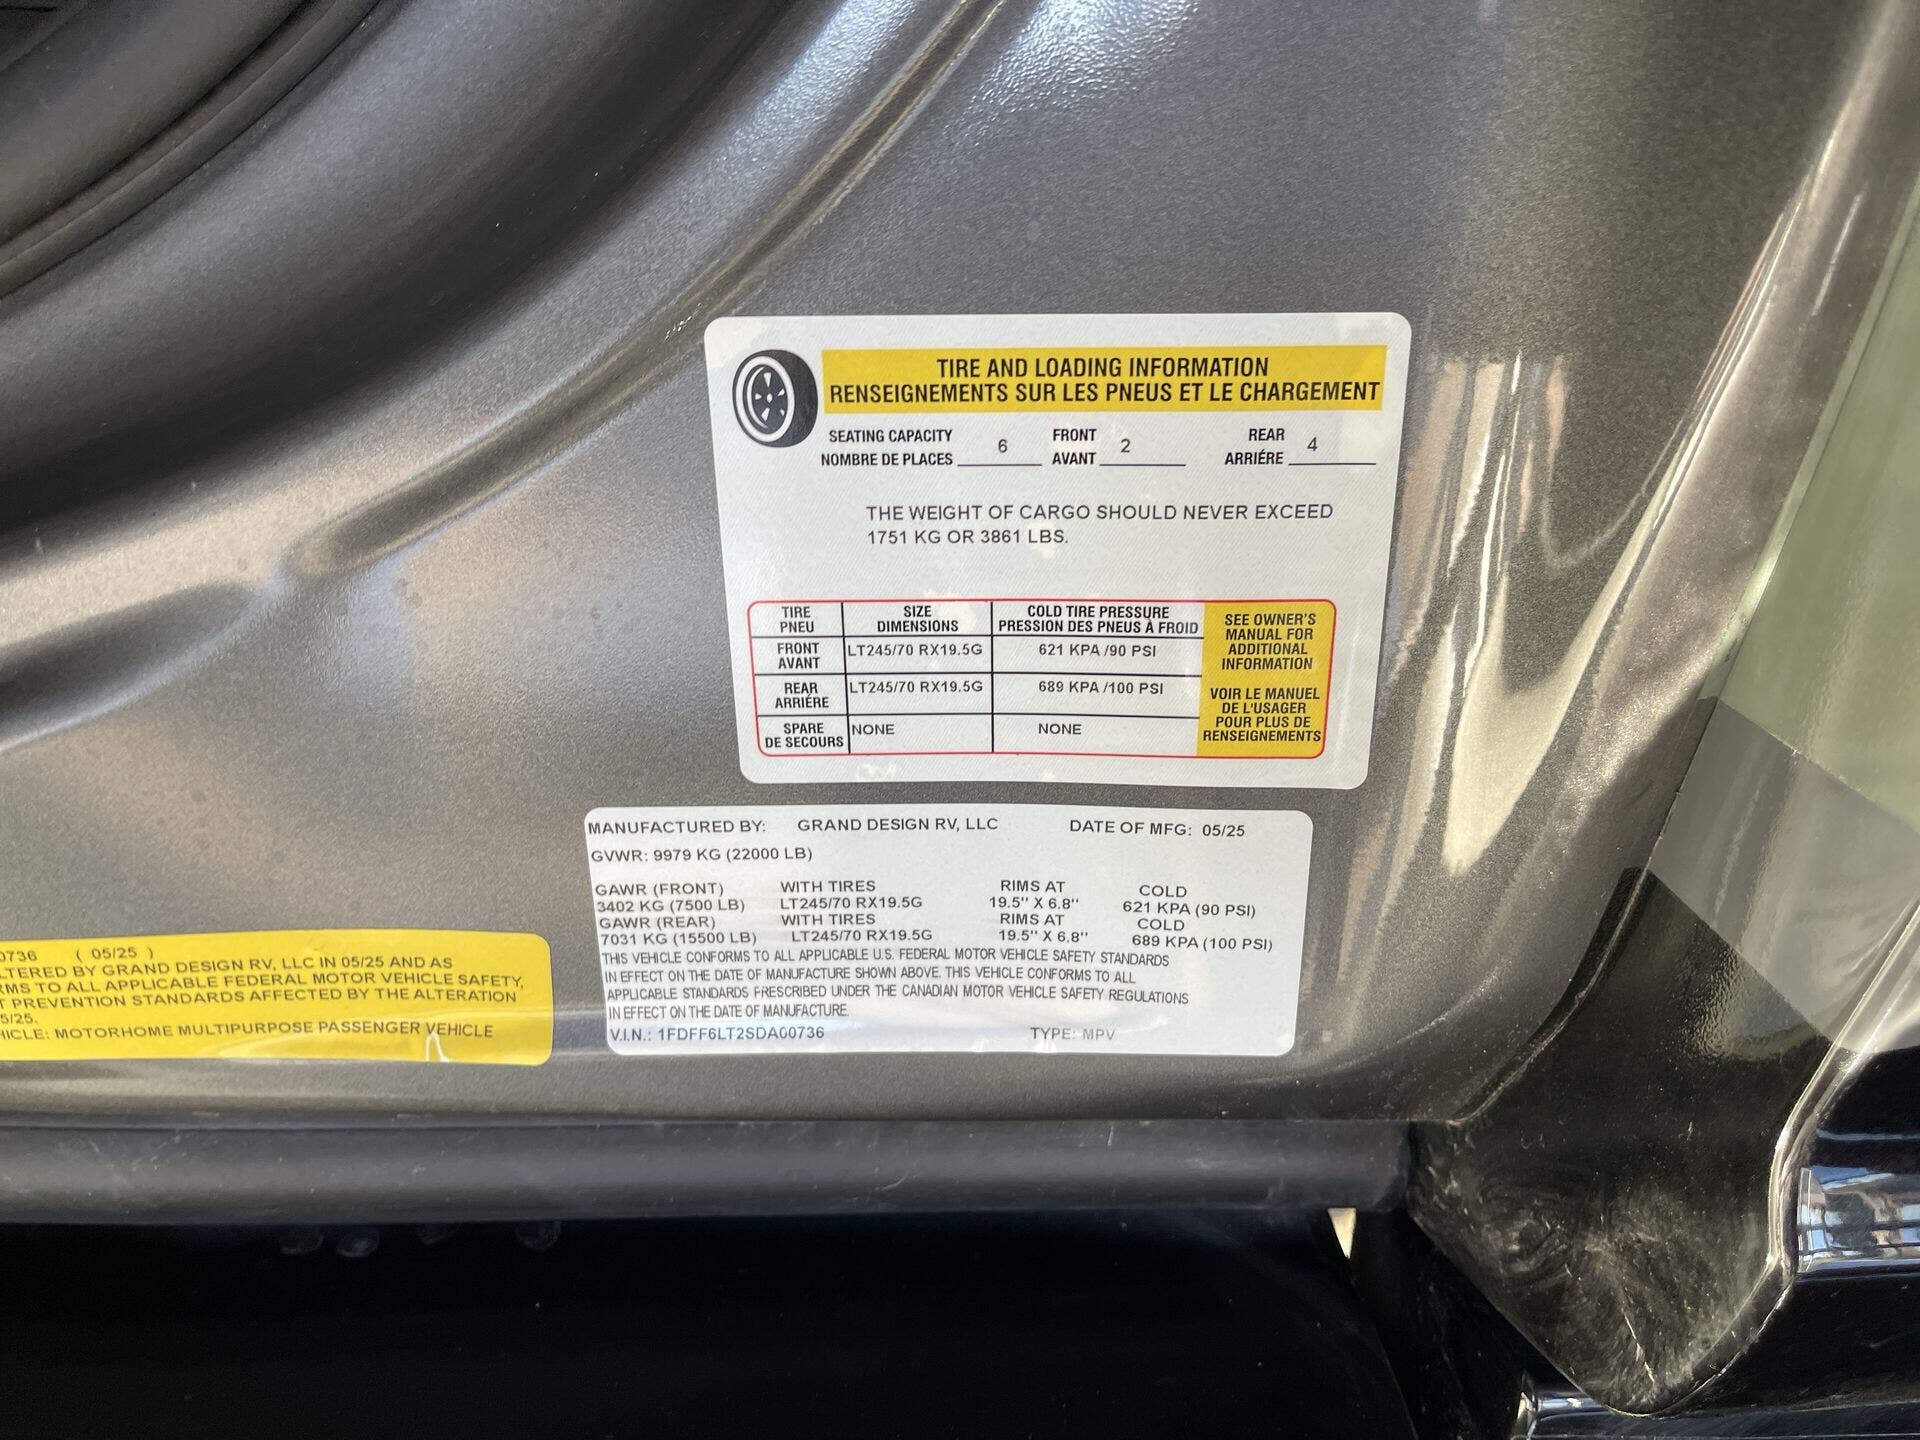 TIRE AND LOADING INFORMATION
RENSEIGNEMENTS SUR LES PNEUS ET LE CHARGEMENT
SEATING CAPACITY
NOMBRE DE PLACES 6
FRONT
AVANT 2
REAR
ARRIÉRE 4
THE WEIGHT OF CARGO SHOULD NEVER EXCEED
1751 KG OR 3861 LBS.
TIRE
PNEU
SIZE
DIMENSIONS
COLD TIRE PRESSURE
PRESSION DES PNEUS À FROID
FRONT
AVANT
LT245/70 RX19.5G
621 KPA /90 PSI
REAR
ARRIÉRE
LT245/70 RX19.5G
689 KPA /100 PSI
SPARE
DE SECOURS
NONE
NONE
SEE OWNER'S
MANUAL FOR
ADDITIONAL
INFORMATION
VOIR LE MANUEL
DE L'USAGER
POUR PLUS DE
RENSEIGNEMENTS
MANUFACTURED BY: GRAND DESIGN RV, LLC DATE OF MFG: 05/25
GVWR: 9979 KG (22000 LB)
GAWR (FRONT) WITH TIRES RIMS AT COLD
3402 KG (7500 LB) LT245/70 RX19.5G 19.5'' X 6.8'' 621 KPA (90 PSI)
GAWR (REAR) WITH TIRES RIMS AT COLD
7031 KG (15500 LB) LT245/70 RX19.5G 19.5'' X 6.8'' 689 KPA (100 PSI)
THIS VEHICLE CONFORMS TO ALL APPLICABLE U.S. FEDERAL MOTOR VEHICLE SAFETY STANDARDS
IN EFFECT ON THE DATE OF MANUFACTURE SHOWN ABOVE. THIS VEHICLE CONFORMS TO ALL
APPLICABLE STANDARDS PRESCRIBED UNDER THE CANADIAN MOTOR VEHICLE SAFETY REGULATIONS
IN EFFECT ON THE DATE OF MANUFACTURE.
V.I.N.: 1FDFF6LT2SDA00736 TYPE: MPV
0736 ( 05/25 )
LTERED BY GRAND DESIGN RV, LLC IN 05/25 AND AS
RMS TO ALL APPLICABLE FEDERAL MOTOR VEHICLE SAFETY,
T PREVENTION STANDARDS AFFECTED BY THE ALTERATION
5/25.
HICLE: MOTORHOME MULTIPURPOSE PASSENGER VEHICLE